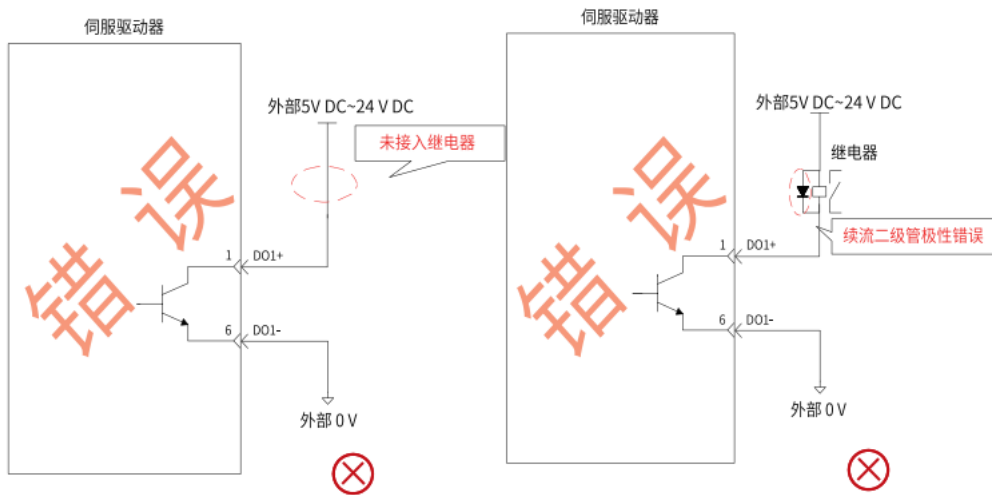 伺服驱动器
外部5V DC~24 V DC
未接入继电器
错误
1
DO1+
6
DO1-
外部 0 V
伺服驱动器
外部5V DC~24 V DC
继电器
续流二级管极性错误
错误
1
DO1+
6
DO1-
外部 0 V